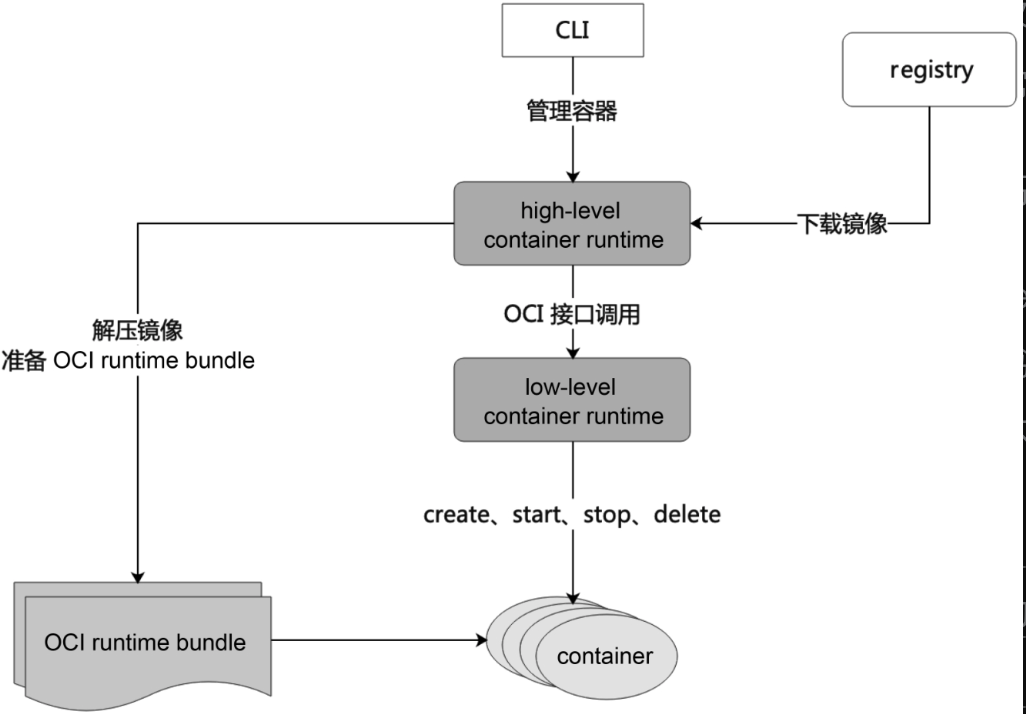 CLI
registry
管理容器
high-level
container runtime
下载镜像
OCI 接口调用
解压镜像
准备 OCI runtime bundle
low-level
container runtime
create、start、stop、delete
OCI runtime bundle
container